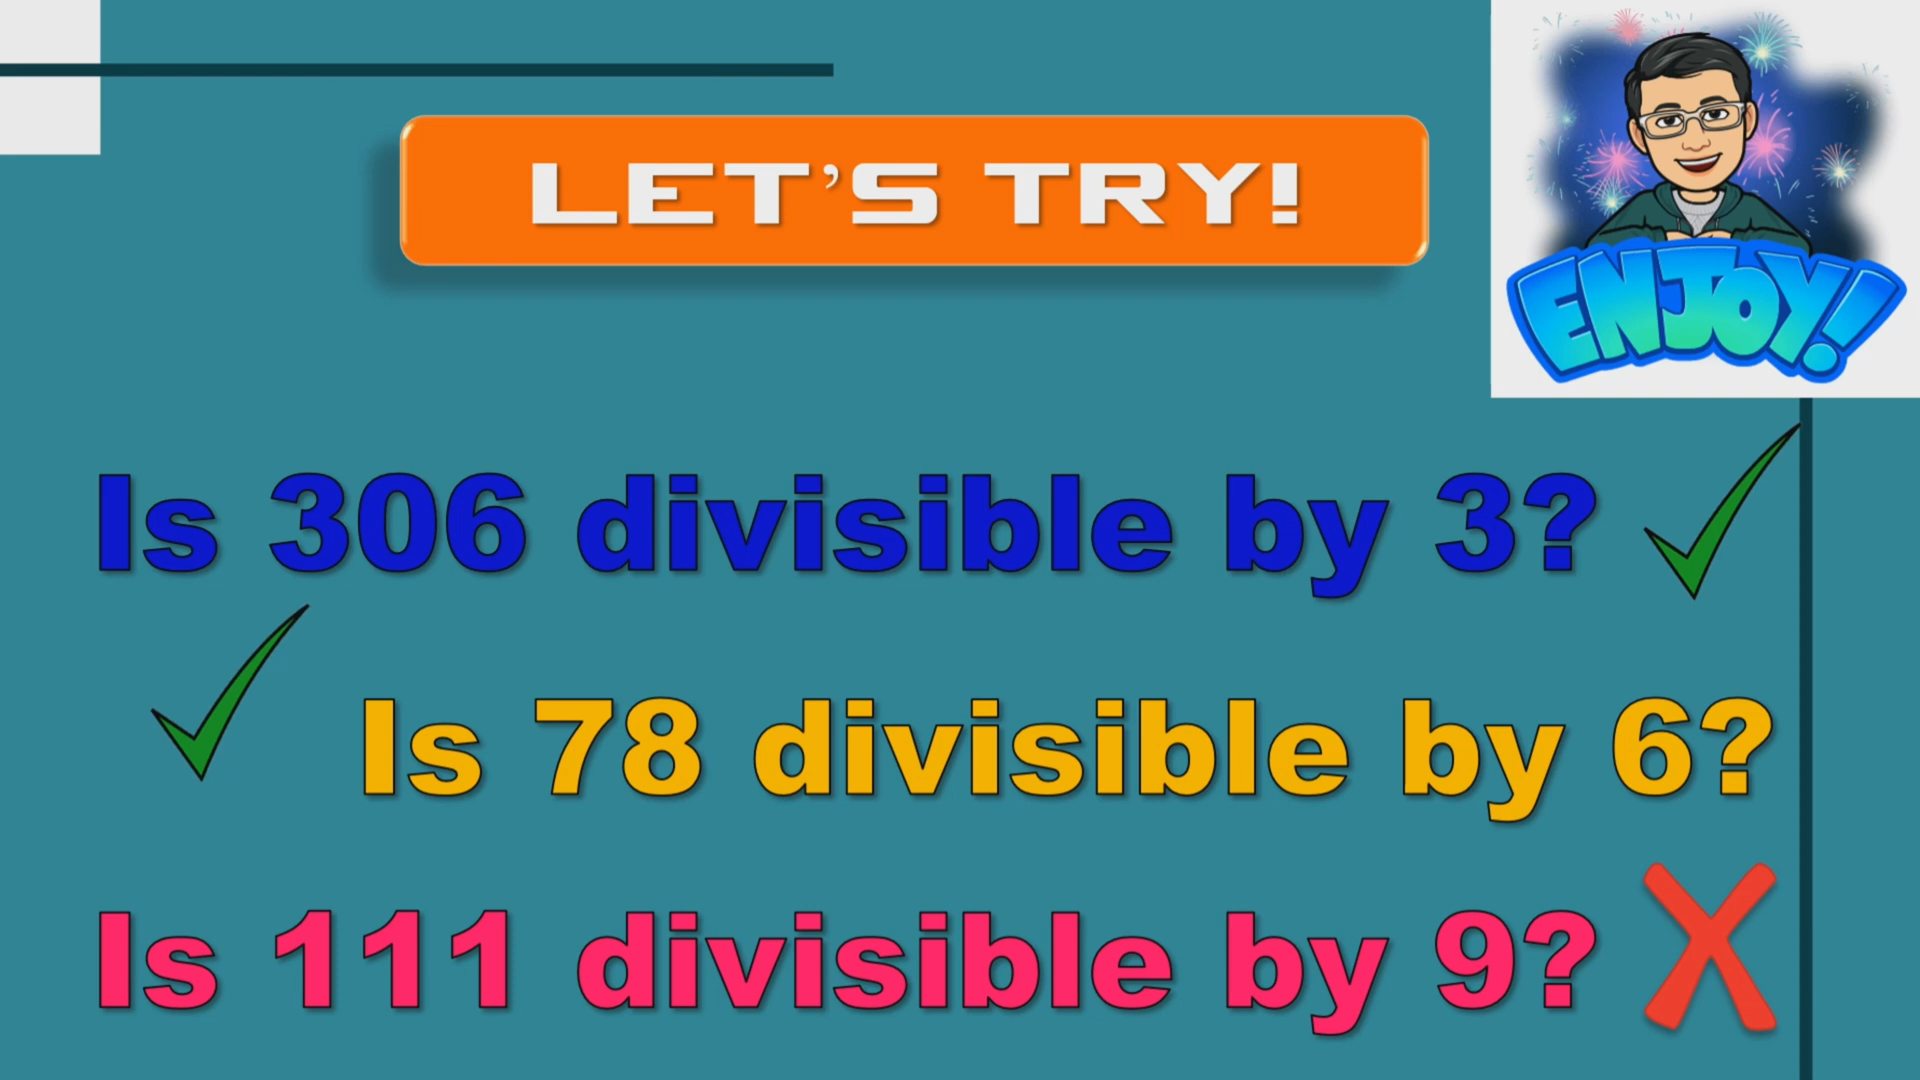 LET'S TRY!
ENJOY!
Is 306 divisible by 3?
Is 78 divisible by 6?
Is 111 divisible by 9?